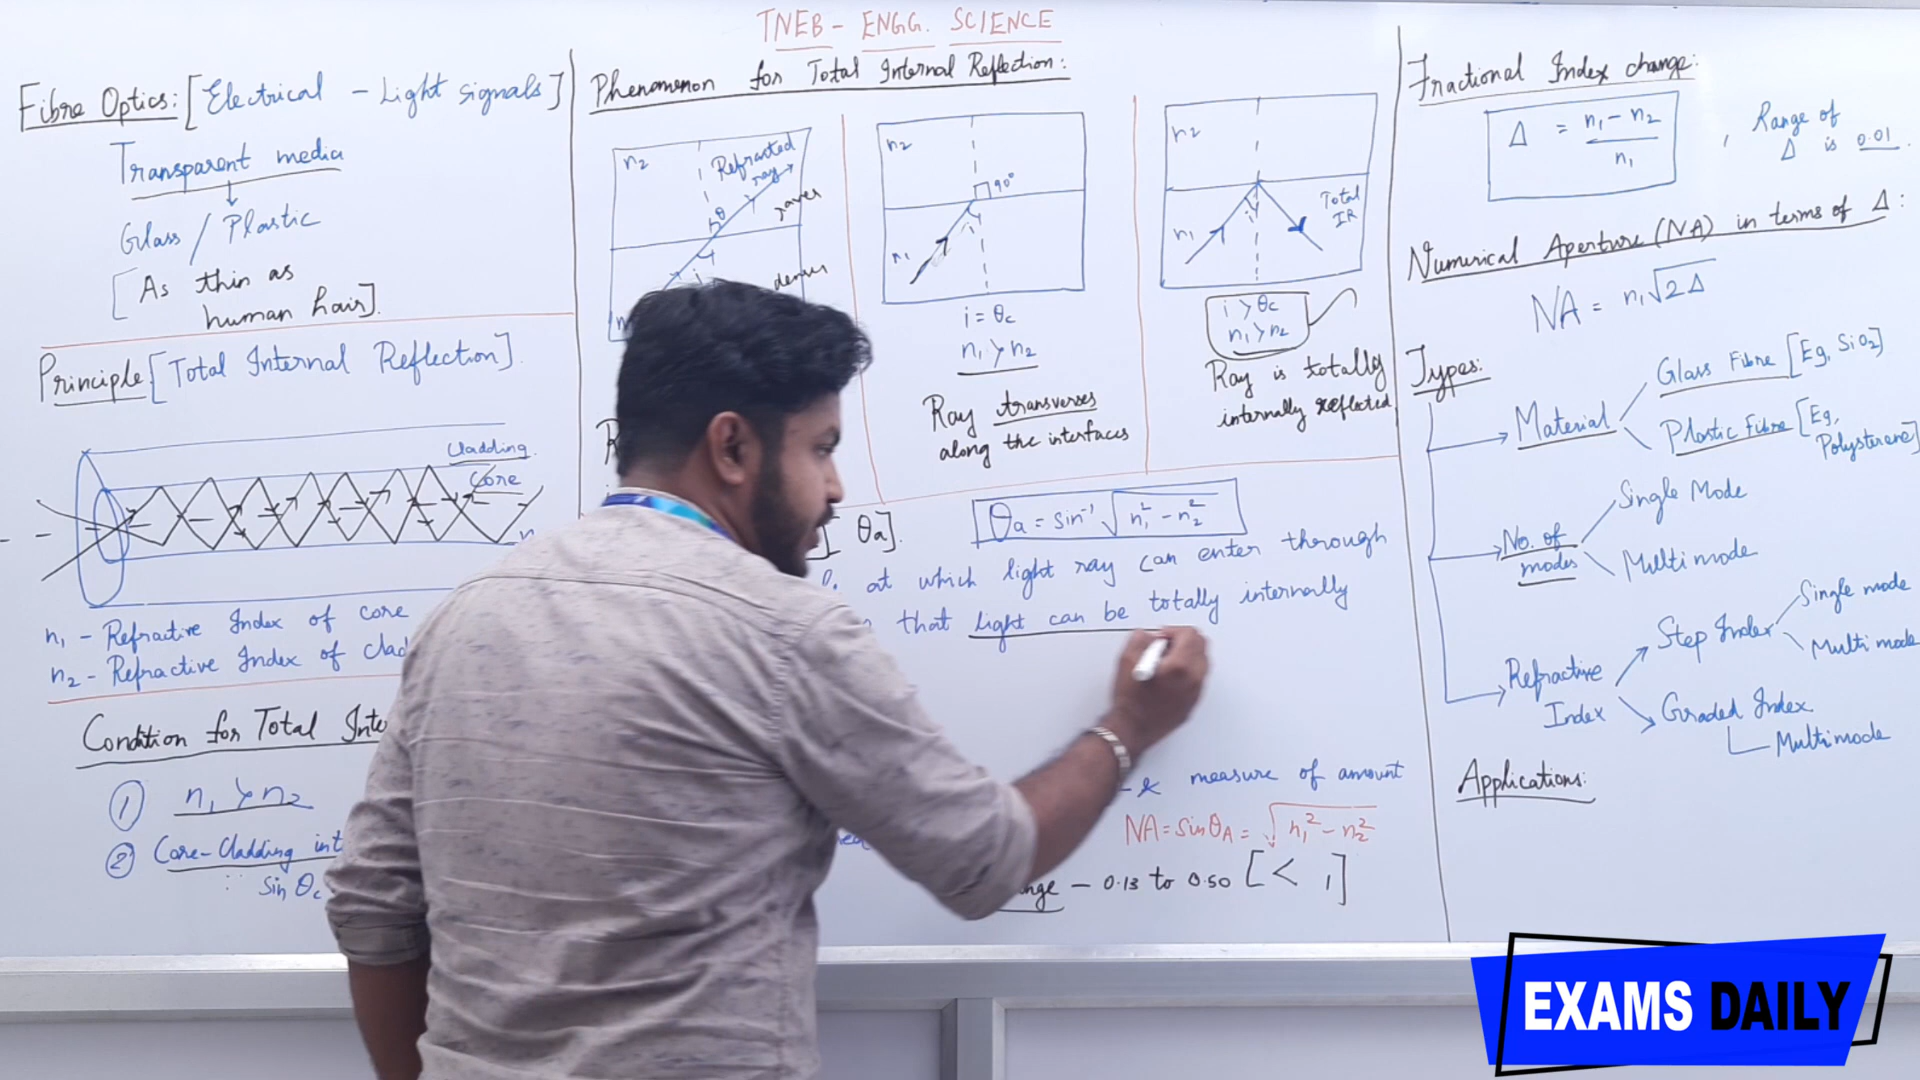 TNEB - ENGG. SCIENCE
Fibre Optics: [Electrical - Light signals]
Transparent media
Glass / Plastic
[As thin as
human hair].
Principle [Total Internal Reflection].
Cladding.
Core
n₁ - Refractive Index of core
n₂ - Refractive Index of clad
Condition for Total Inte
① n₁ > n₂
② Core-Cladding int
∵ Sin θc
Phenomenon for Total Internal Reflection:
n₂
Refracted
ray
θ
i
n₂
90°
i
n₁
i = θc
n₁ > n₂
Ray transverses
along the interfaces
n₂
n₁
i
Total
IR
i > θc
n₁ > n₂
Ray is totally
internally reflected
[θa].
θa = sin⁻¹ √n₁² - n₂²
at which light ray can enter through
that light can be totally internally
& measure of amount
NA = sin θA = √n₁² - n₂²
nge - 0.13 to 0.50 [< 1]
Fractional Index change:
Δ = n₁ - n₂ / n₁ , Range of
Δ is 0.01.
Numerical Aperture (NA) in terms of Δ:
NA = n₁√2Δ
Types:
Material
Glass Fibre [Eg, SiO₂]
Plastic Fibre [Eg,
Polysterene]
No. of
modes
Single Mode
Multimode
Refractive
Index
Step Index
Single mode
Multi mode
Graded Index
Multimode
Applications:
EXAMS DAILY